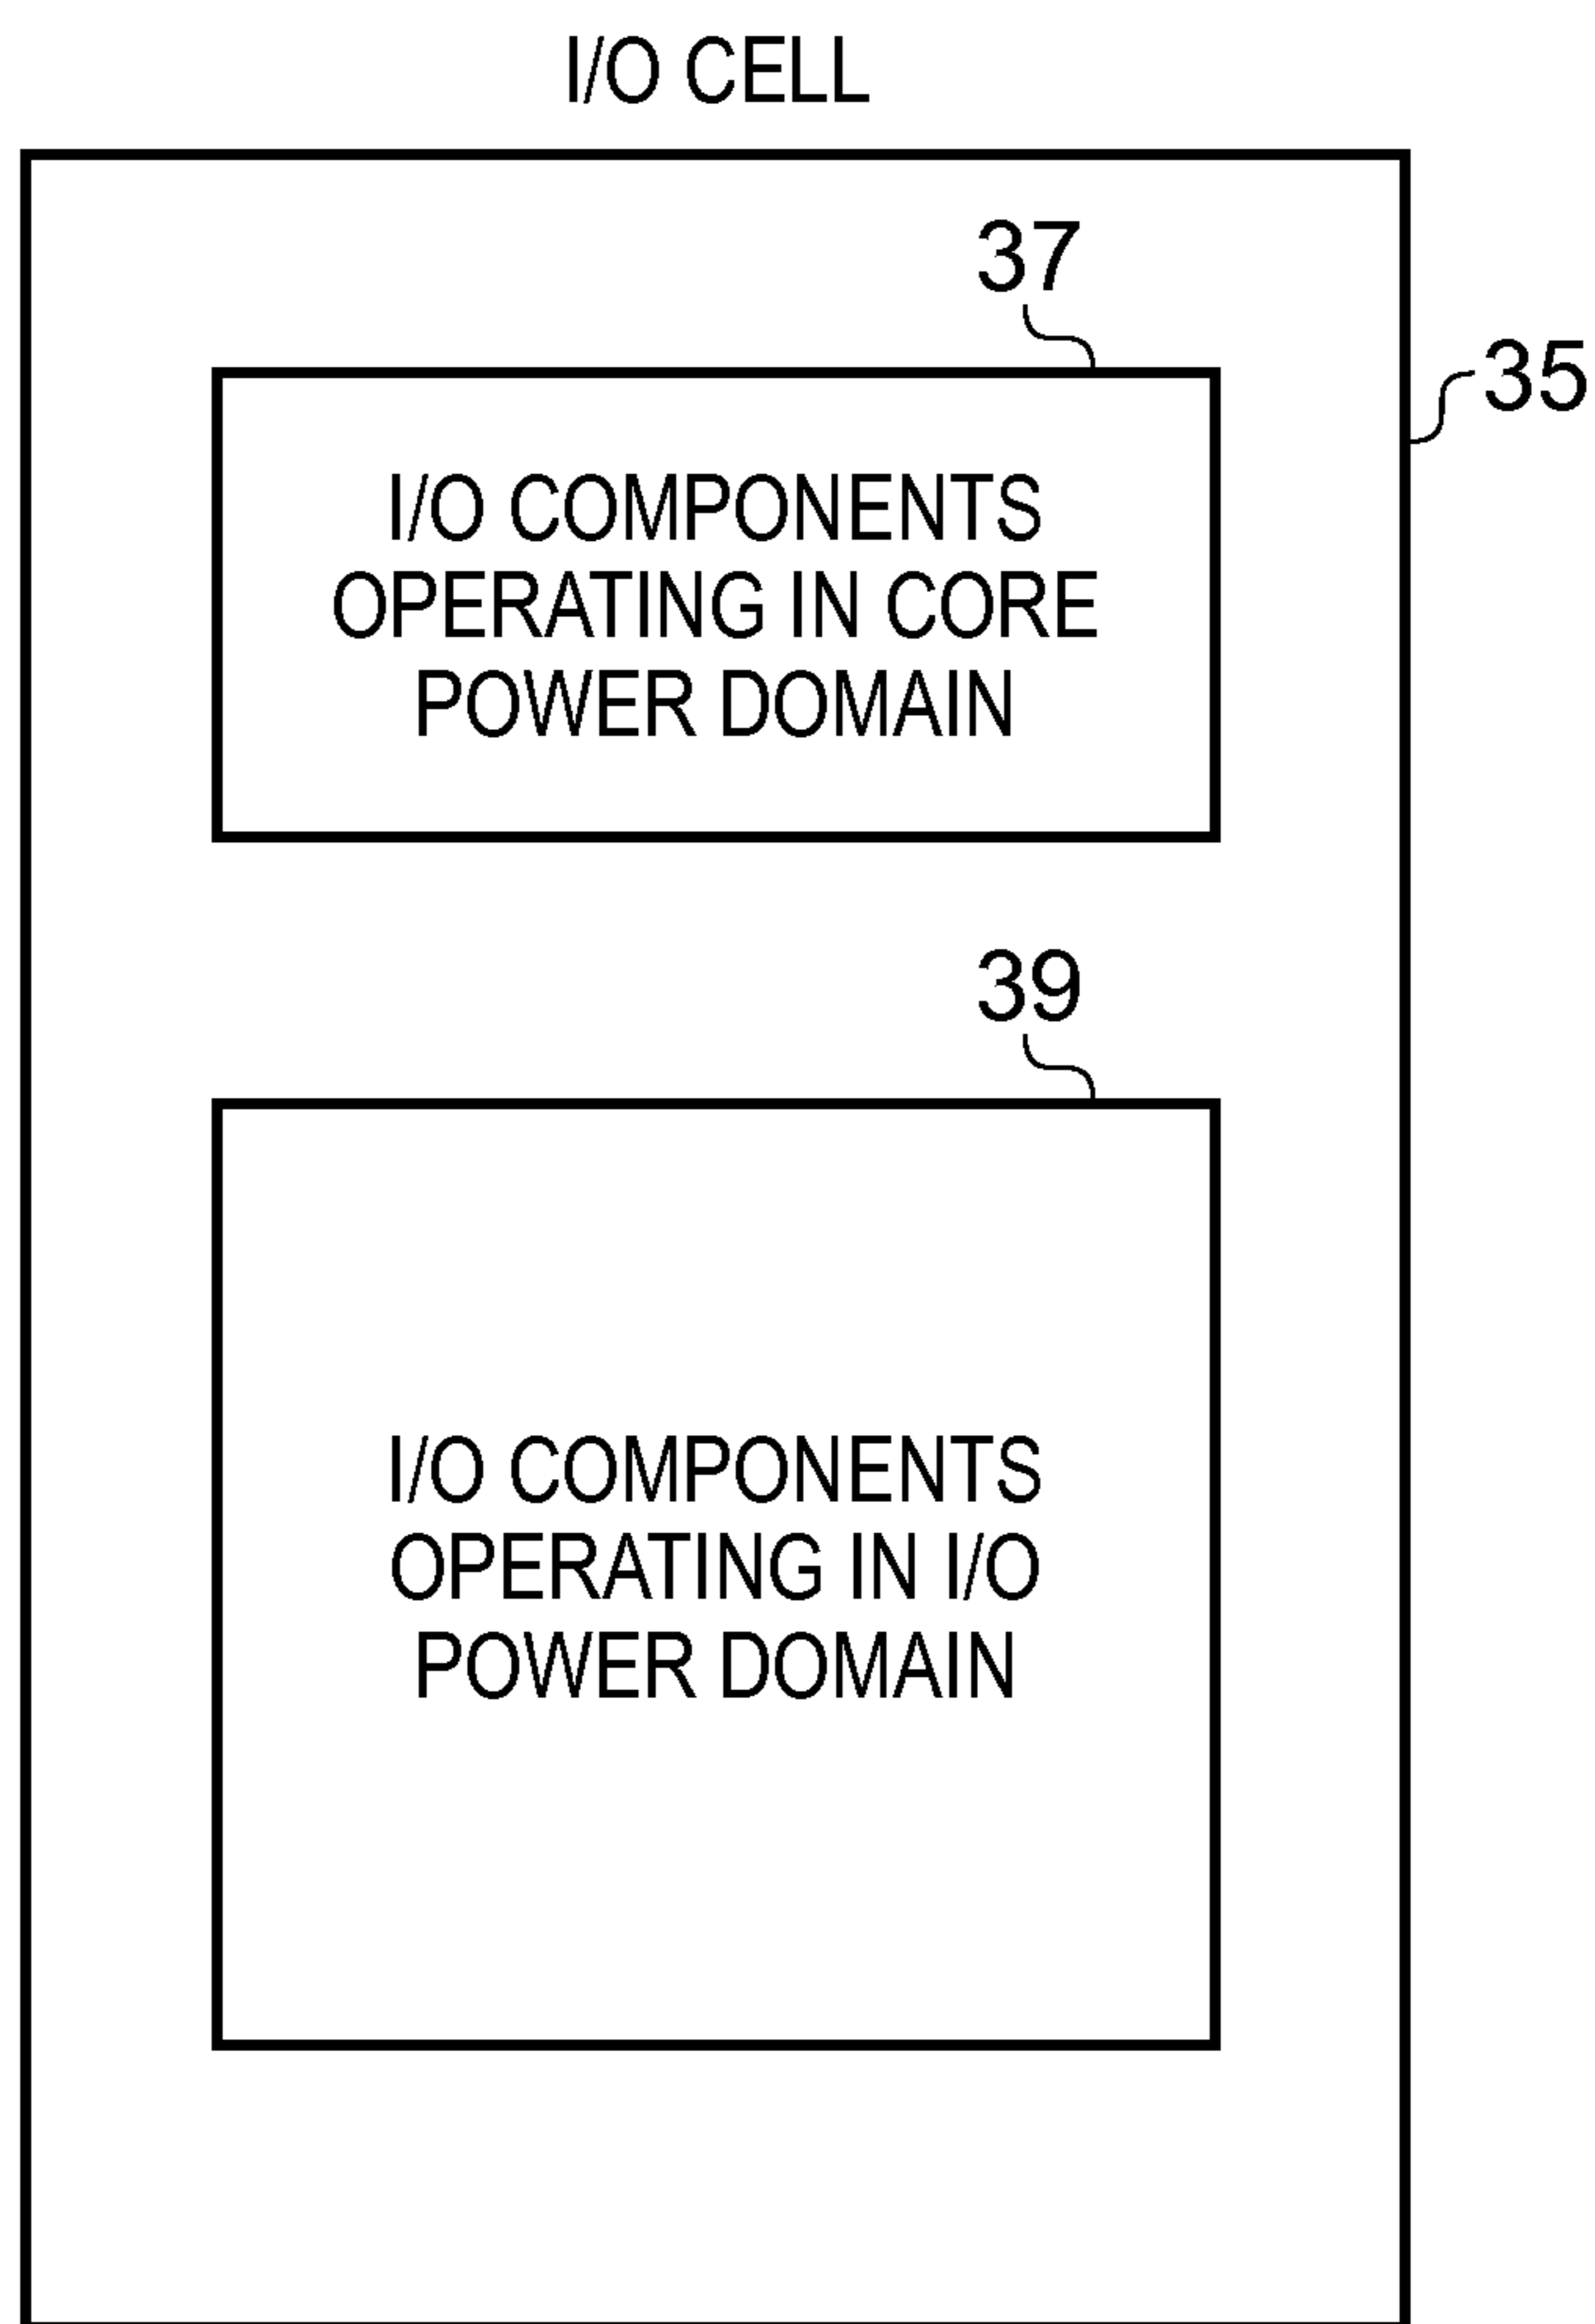 I/O CELL
37
35
I/O COMPONENTS
OPERATING IN CORE
POWER DOMAIN
39
I/O COMPONENTS
OPERATING IN I/O
POWER DOMAIN